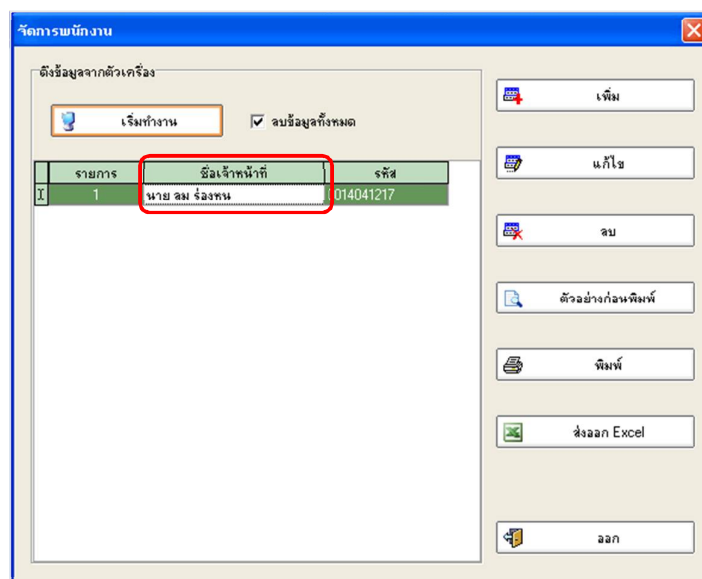 จัดการพนักงาน
ดึงข้อมูลจากตัวเครื่อง
เริ่มทำงาน
ลบข้อมูลทั้งหมด
รายการ ชื่อเจ้าหน้าที่ รหัส
1 นาย ลม ร่องหน 014041217
เพิ่ม
แก้ไข
ลบ
ตัวอย่างก่อนพิมพ์
พิมพ์
ส่งออก Excel
ออก